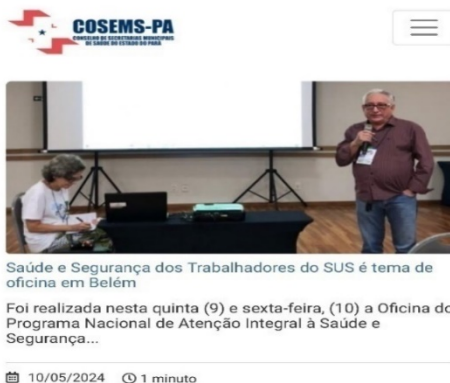 COSEMS-PA
CONSELHO DE SECRETARIAS MUNICIPAIS
DE SAÚDE DO ESTADO DO PARÁ
Saúde e Segurança dos Trabalhadores do SUS é tema de
oficina em Belém
Foi realizada nesta quinta (9) e sexta-feira, (10) a Oficina do
Programa Nacional de Atenção Integral à Saúde e
Segurança...
10/05/2024 1 minuto